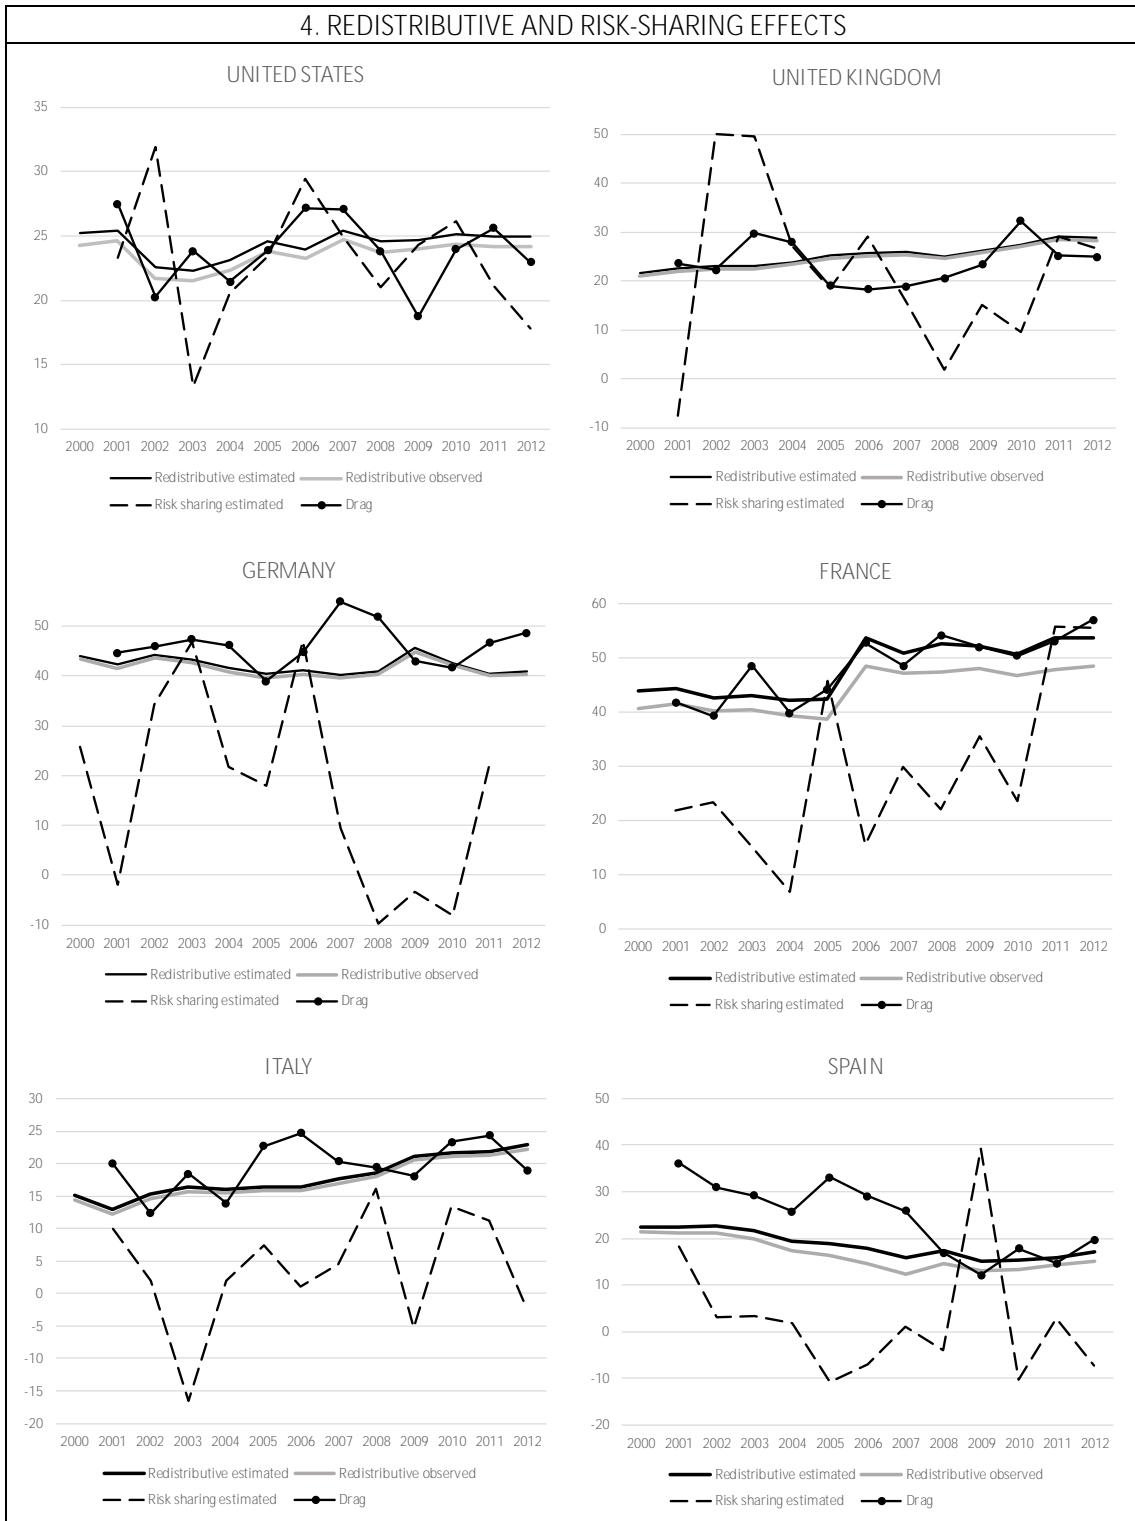 4. REDISTRIBUTIVE AND RISK-SHARING EFFECTS
UNITED STATES
35
30
25
20
15
10
2000 2001 2002 2003 2004 2005 2006 2007 2008 2009 2010 2011 2012
Redistributive estimated Redistributive observed
Risk sharing estimated Drag
UNITED KINGDOM
50
40
30
20
10
0
-10
2000 2001 2002 2003 2004 2005 2006 2007 2008 2009 2010 2011 2012
Redistributive estimated Redistributive observed
Risk sharing estimated Drag
GERMANY
50
40
30
20
10
0
-10
2000 2001 2002 2003 2004 2005 2006 2007 2008 2009 2010 2011 2012
Redistributive estimated Redistributive observed
Risk sharing estimated Drag
FRANCE
60
50
40
30
20
10
0
2000 2001 2002 2003 2004 2005 2006 2007 2008 2009 2010 2011 2012
Redistributive estimated Redistributive observed
Risk sharing estimated Drag
ITALY
30
25
20
15
10
5
0
-5
-10
-15
-20
2000 2001 2002 2003 2004 2005 2006 2007 2008 2009 2010 2011 2012
Redistributive estimated Redistributive observed
Risk sharing estimated Drag
SPAIN
50
40
30
20
10
0
-10
-20
2000 2001 2002 2003 2004 2005 2006 2007 2008 2009 2010 2011 2012
Redistributive estimated Redistributive observed
Risk sharing estimated Drag